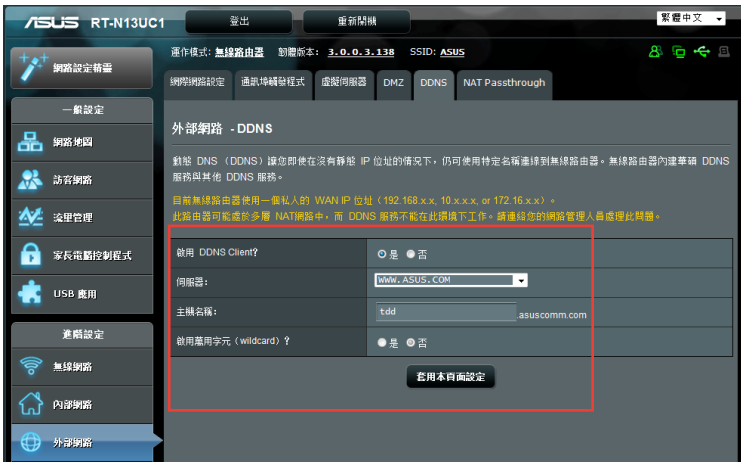 ASUS RT-N13UC1
登出
重新開機
繁體中文
運作模式: 無線路由器 韌體版本: 3.0.0.3.138 SSID: ASUS
網路設定精靈
網際網路設定 通訊埠觸發程式 虛擬伺服器 DMZ DDNS NAT Passthrough
一般設定
網路地圖
訪客網路
流量管理
家長電腦控制程式
USB 應用
進階設定
無線網路
內部網路
外部網路
外部網路 - DDNS
動態 DNS （DDNS）讓您即使在沒有靜態 IP 位址的情況下，仍可使用特定名稱連線到無線路由器。無線路由器內建華碩 DDNS
服務與其他 DDNS 服務。
目前無線路由器使用一個私人的 WAN IP 位址（192.168.x.x, 10.x.x.x, or 172.16.x.x）。
此路由器可能處於多層 NAT網路中，而 DDNS 服務不能在此環境下工作。請連絡您的網路管理人員處理此問題。
啟用 DDNS Client? 是 否
伺服器: WWW.ASUS.COM
主機名稱: tdd .asuscomm.com
啟用萬用字元（wildcard）? 是 否
套用本頁面設定